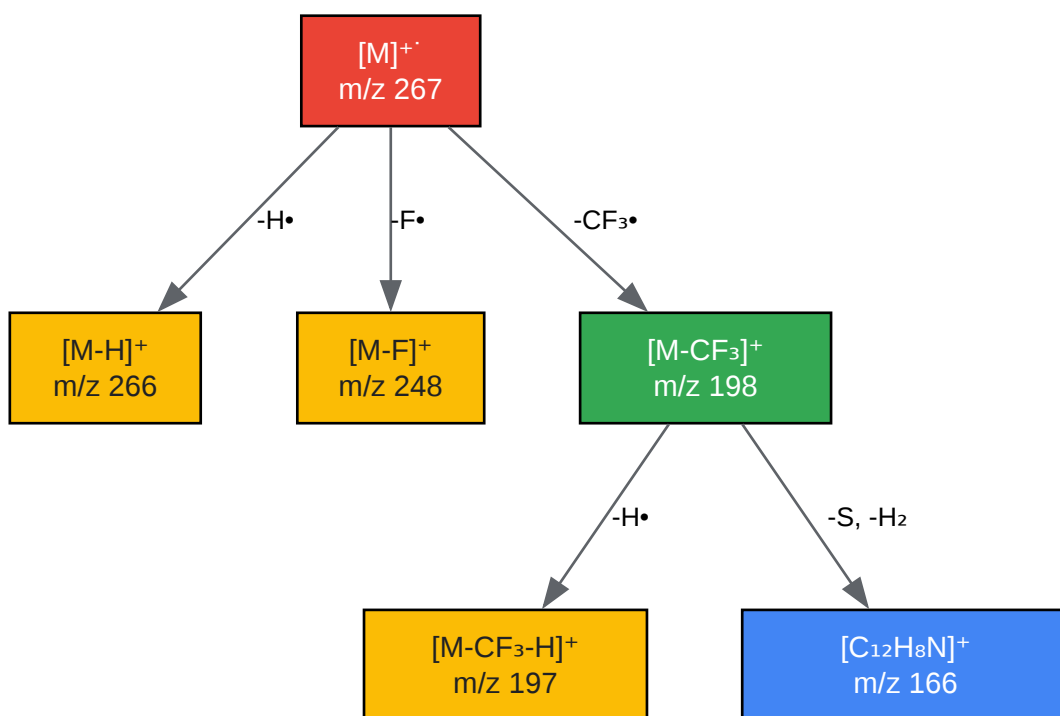 [M]⁺˙
m/z 267
-H•
-F•
-CF₃•
[M-H]⁺
m/z 266
[M-F]⁺
m/z 248
[M-CF₃]⁺
m/z 198
-H•
-S, -H₂
[M-CF₃-H]⁺
m/z 197
[C₁₂H₈N]⁺
m/z 166